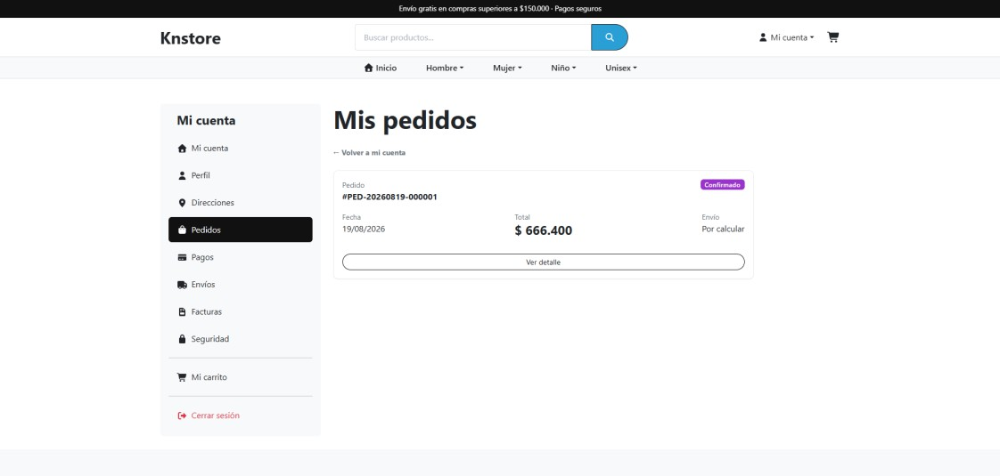 Envío gratis en compras superiores a $150.000 · Pagos seguros
Knstore
Buscar productos...
Mi cuenta
Inicio
Hombre
Mujer
Niño
Unisex
Mi cuenta
Mi cuenta
Perfil
Direcciones
Pedidos
Pagos
Envíos
Facturas
Seguridad
Mi carrito
Cerrar sesión
Mis pedidos
← Volver a mi cuenta
Pedido
Confirmado
#PED-20260819-000001
Fecha
Total
Envío
19/08/2026
$ 666.400
Por calcular
Ver detalle